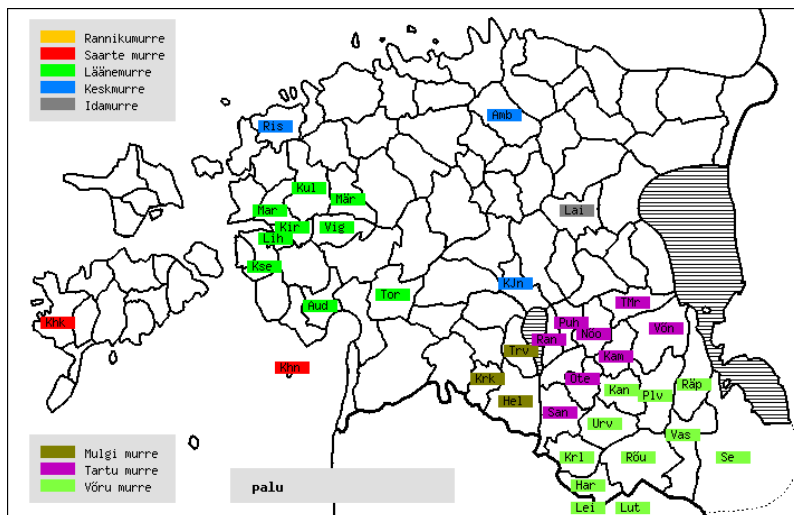 Rannikumurre
Saarte murre
Läänemurre
Keskmurre
Idamurre
Ris
Amb
Kul
Mär
Mar
Lai
Kir
Vig
Lih
Kse
KJn
Tor
Aud
TMr
Khk
Puh
Võn
Nõo
Ran
Trv
Kam
Khn
Krk
Ote
Räp
Kan
Plv
Hel
San
Urv
Vas
Krl
Rõu
Se
Har
Lei
Lut
Mulgi murre
Tartu murre
Võru murre
palu